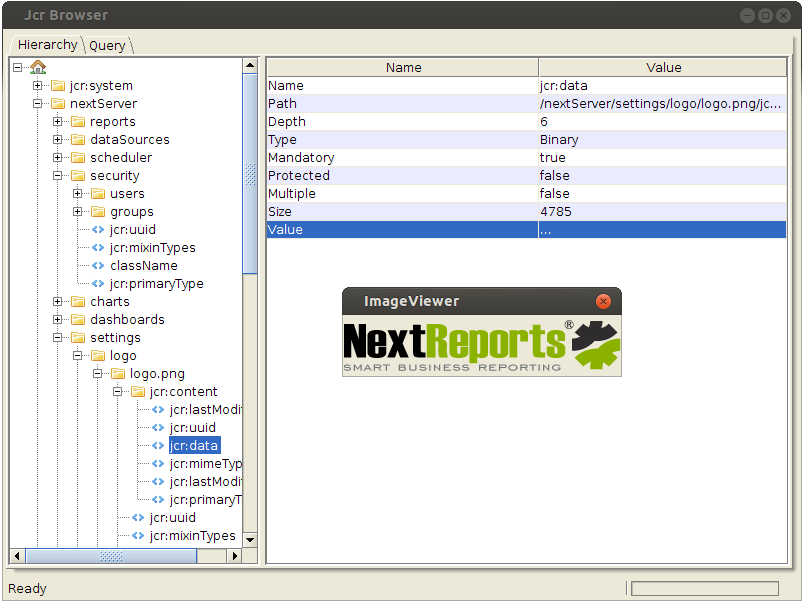 Jcr Browser
Hierarchy
Query
jcr:system
nextServer
reports
dataSources
scheduler
security
users
groups
jcr:uuid
jcr:mixinTypes
className
jcr:primaryType
charts
dashboards
settings
logo
logo.png
jcr:content
jcr:lastModi
jcr:uuid
jcr:data
jcr:mimeTyp
jcr:lastModi
jcr:primaryT
jcr:uuid
jcr:mixinTypes
Name Value
Name jcr:data
Path /nextServer/settings/logo/logo.png/jc...
Depth 6
Type Binary
Mandatory true
Protected false
Multiple false
Size 4785
Value ...
ImageViewer
NextReports®
SMART BUSINESS REPORTING
Ready